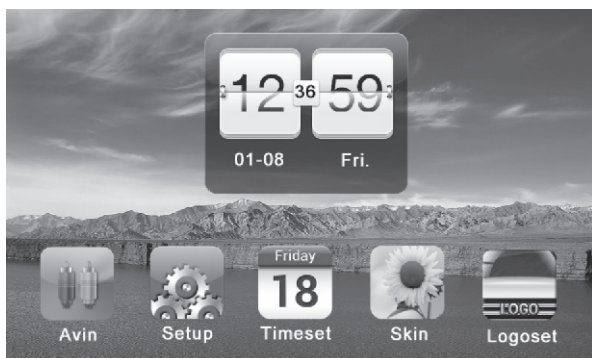 12 36 59
01-08 Fri.
Friday
18
LOGO
Avin Setup Timeset Skin Logoset